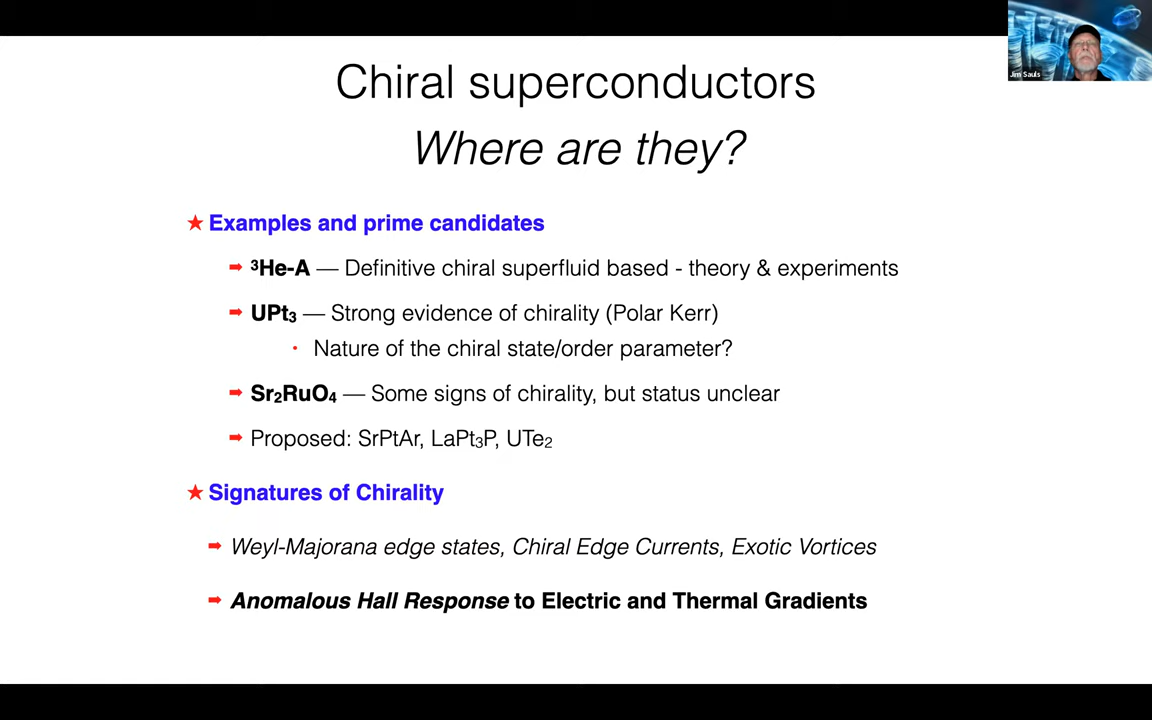 Jim Sauls
Chiral superconductors
Where are they?
★ Examples and prime candidates
➡ ³He-A — Definitive chiral superfluid based - theory & experiments
➡ UPt₃ — Strong evidence of chirality (Polar Kerr)
• Nature of the chiral state/order parameter?
➡ Sr₂RuO₄ — Some signs of chirality, but status unclear
➡ Proposed: SrPtAr, LaPt₃P, UTe₂
★ Signatures of Chirality
➡ Weyl-Majorana edge states, Chiral Edge Currents, Exotic Vortices
➡ Anomalous Hall Response to Electric and Thermal Gradients